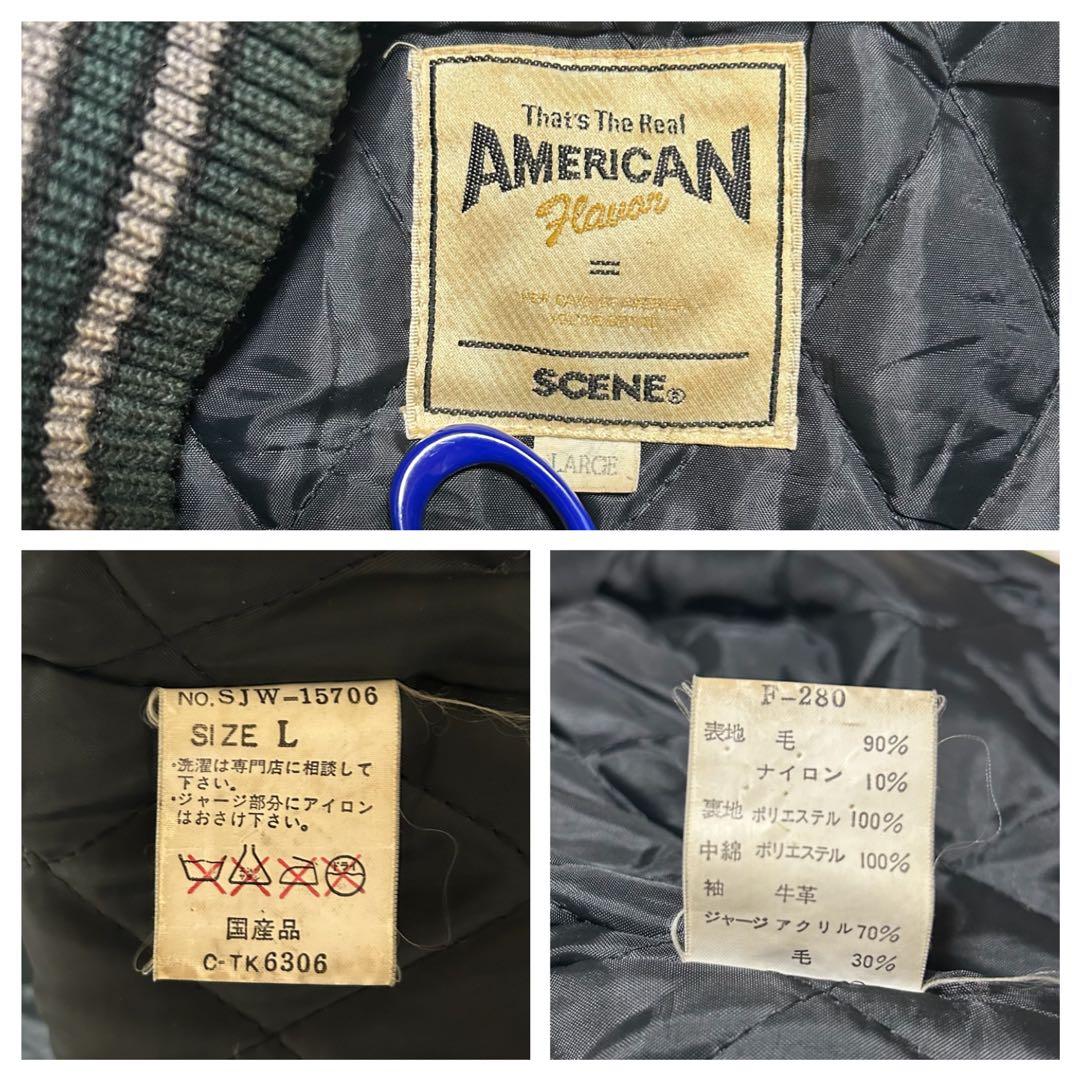 That's The Real
AMERICAN
Flavor
SCENE®
LARGE
NO. SJW-15706
SIZE L
・洗濯は専門店に相談して
下さい。
・ジャージ部分にアイロン
はおさけ下さい。
ドライ
国産品
C-TK6306
F-280
表地 毛 90%
ナイロン 10%
裏地 ポリエステル 100%
中綿 ポリエステル 100%
袖 牛革
ジャージ アクリル 70%
毛 30%